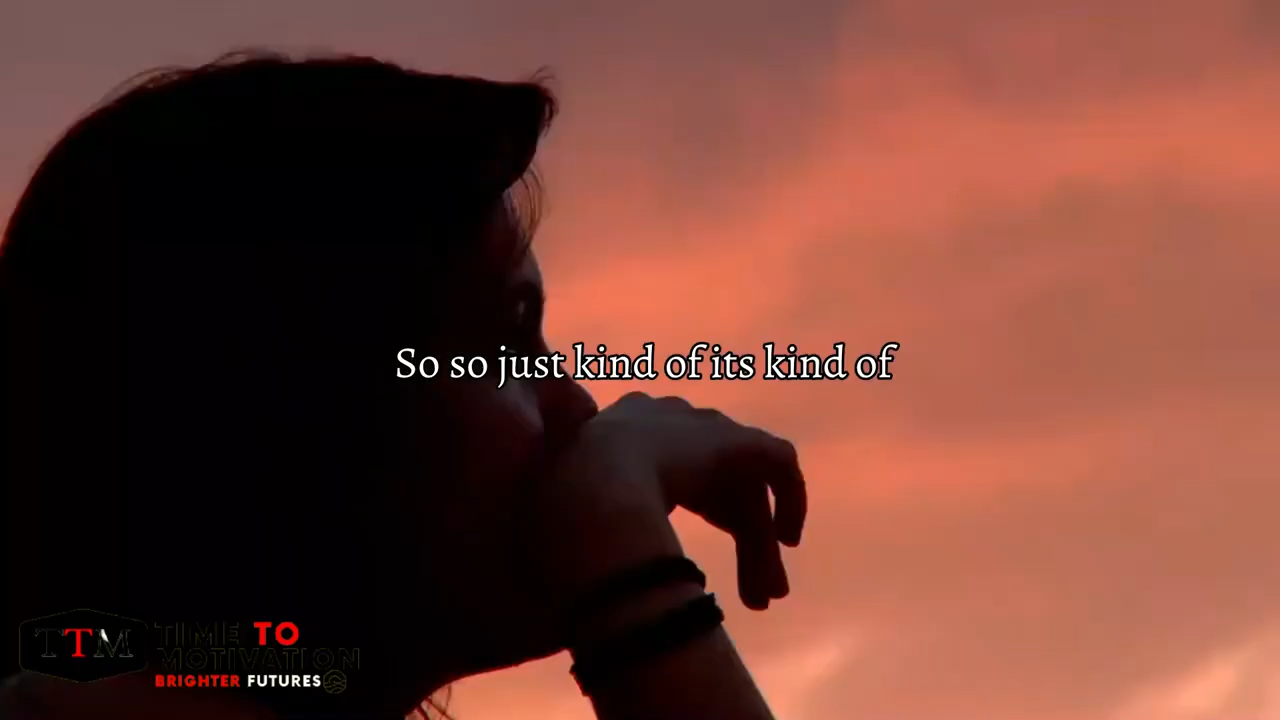 So so just kind of its kind of
TTM
TIME TO
MOTIVATION
BRIGHTER FUTURES